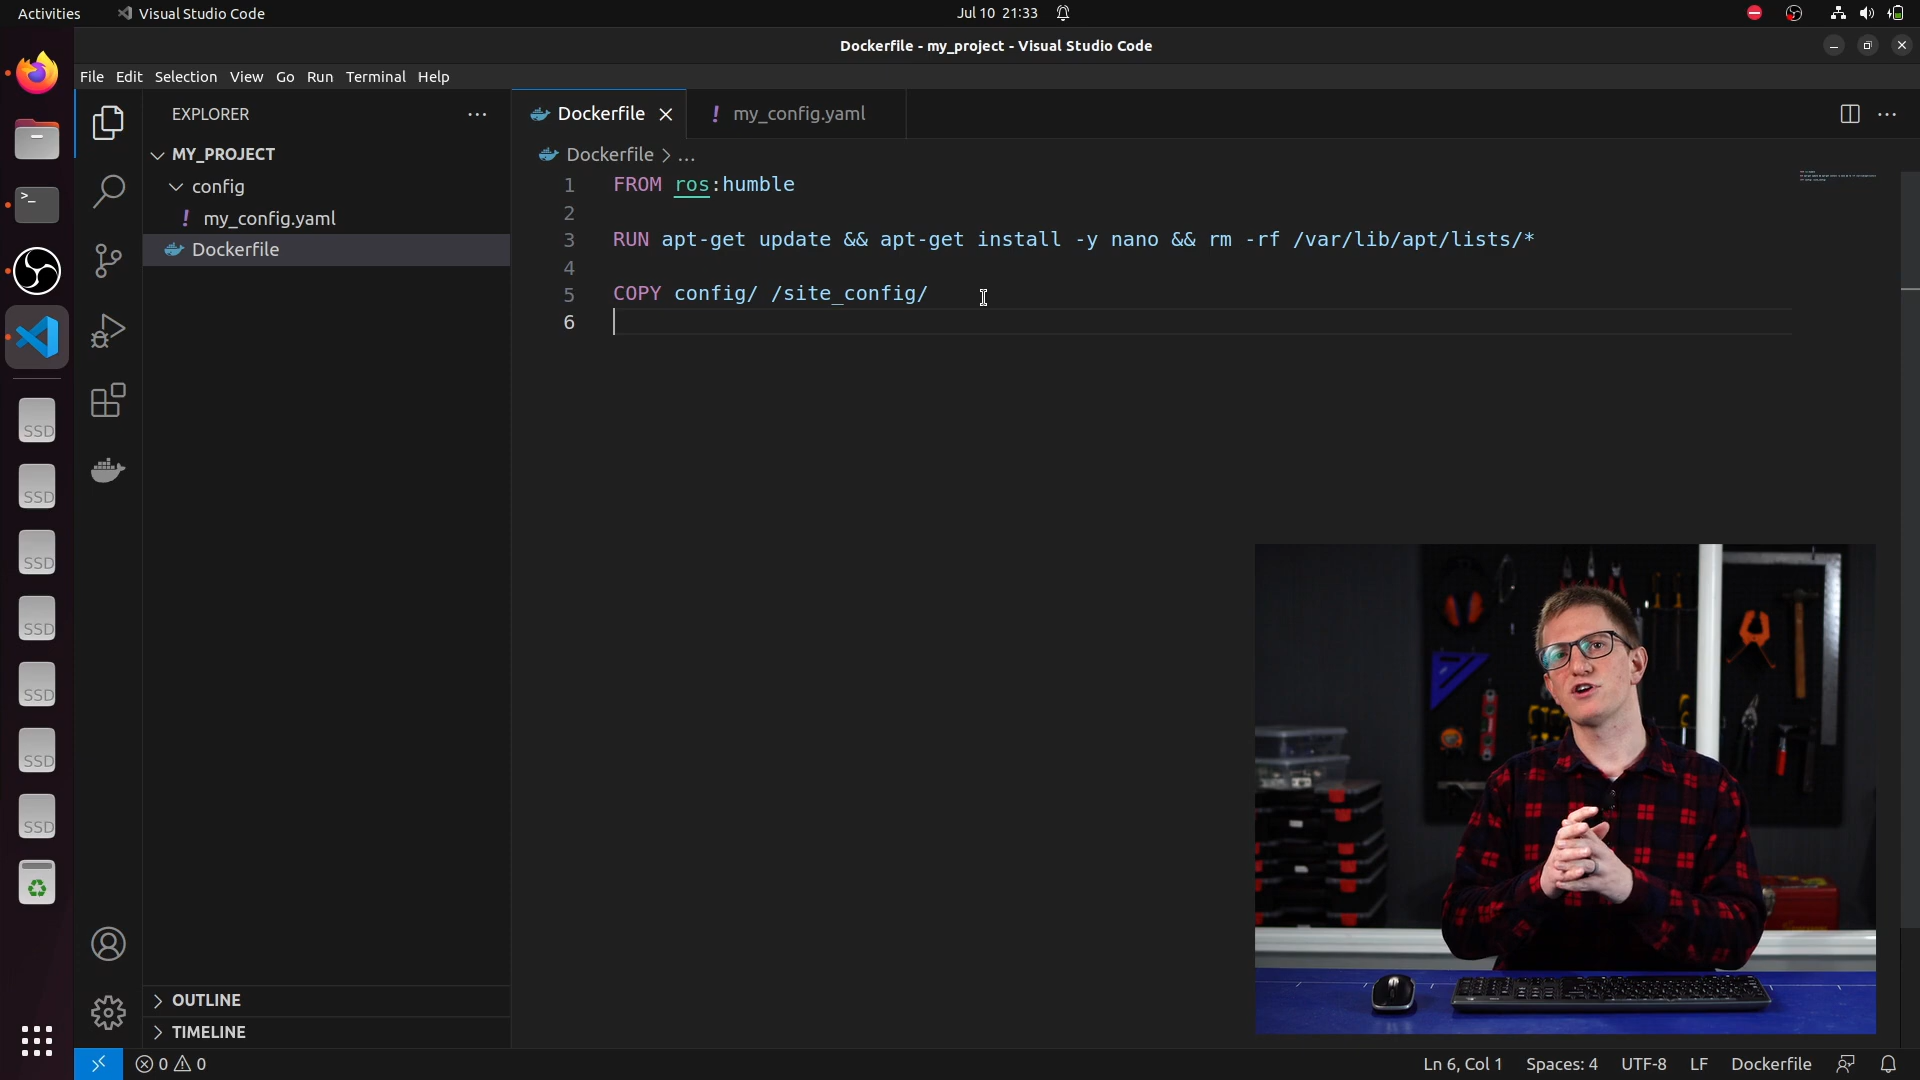 Activities
Visual Studio Code
Jul 10 21:33
Dockerfile - my_project - Visual Studio Code
File Edit Selection View Go Run Terminal Help
EXPLORER
MY_PROJECT
config
! my_config.yaml
Dockerfile
SSD
SSD
SSD
SSD
SSD
SSD
SSD
OUTLINE
TIMELINE
Dockerfile
! my_config.yaml
Dockerfile > ...
1 FROM ros:humble
2
3 RUN apt-get update && apt-get install -y nano && rm -rf /var/lib/apt/lists/*
4
5 COPY config/ /site_config/
6
0 0
Ln 6, Col 1 Spaces: 4 UTF-8 LF Dockerfile